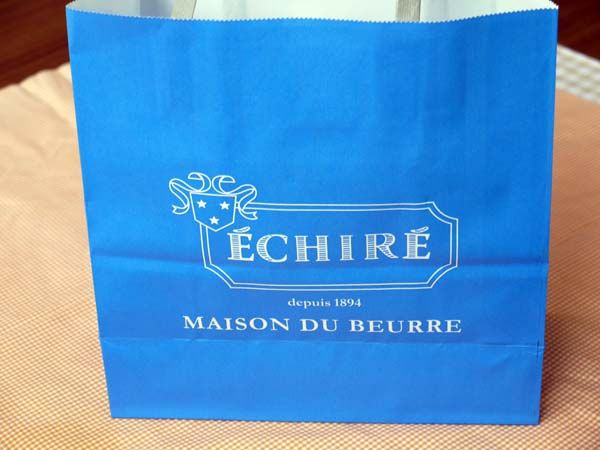 ÉCHIRÉ
depuis 1894
MAISON DU BEURRE